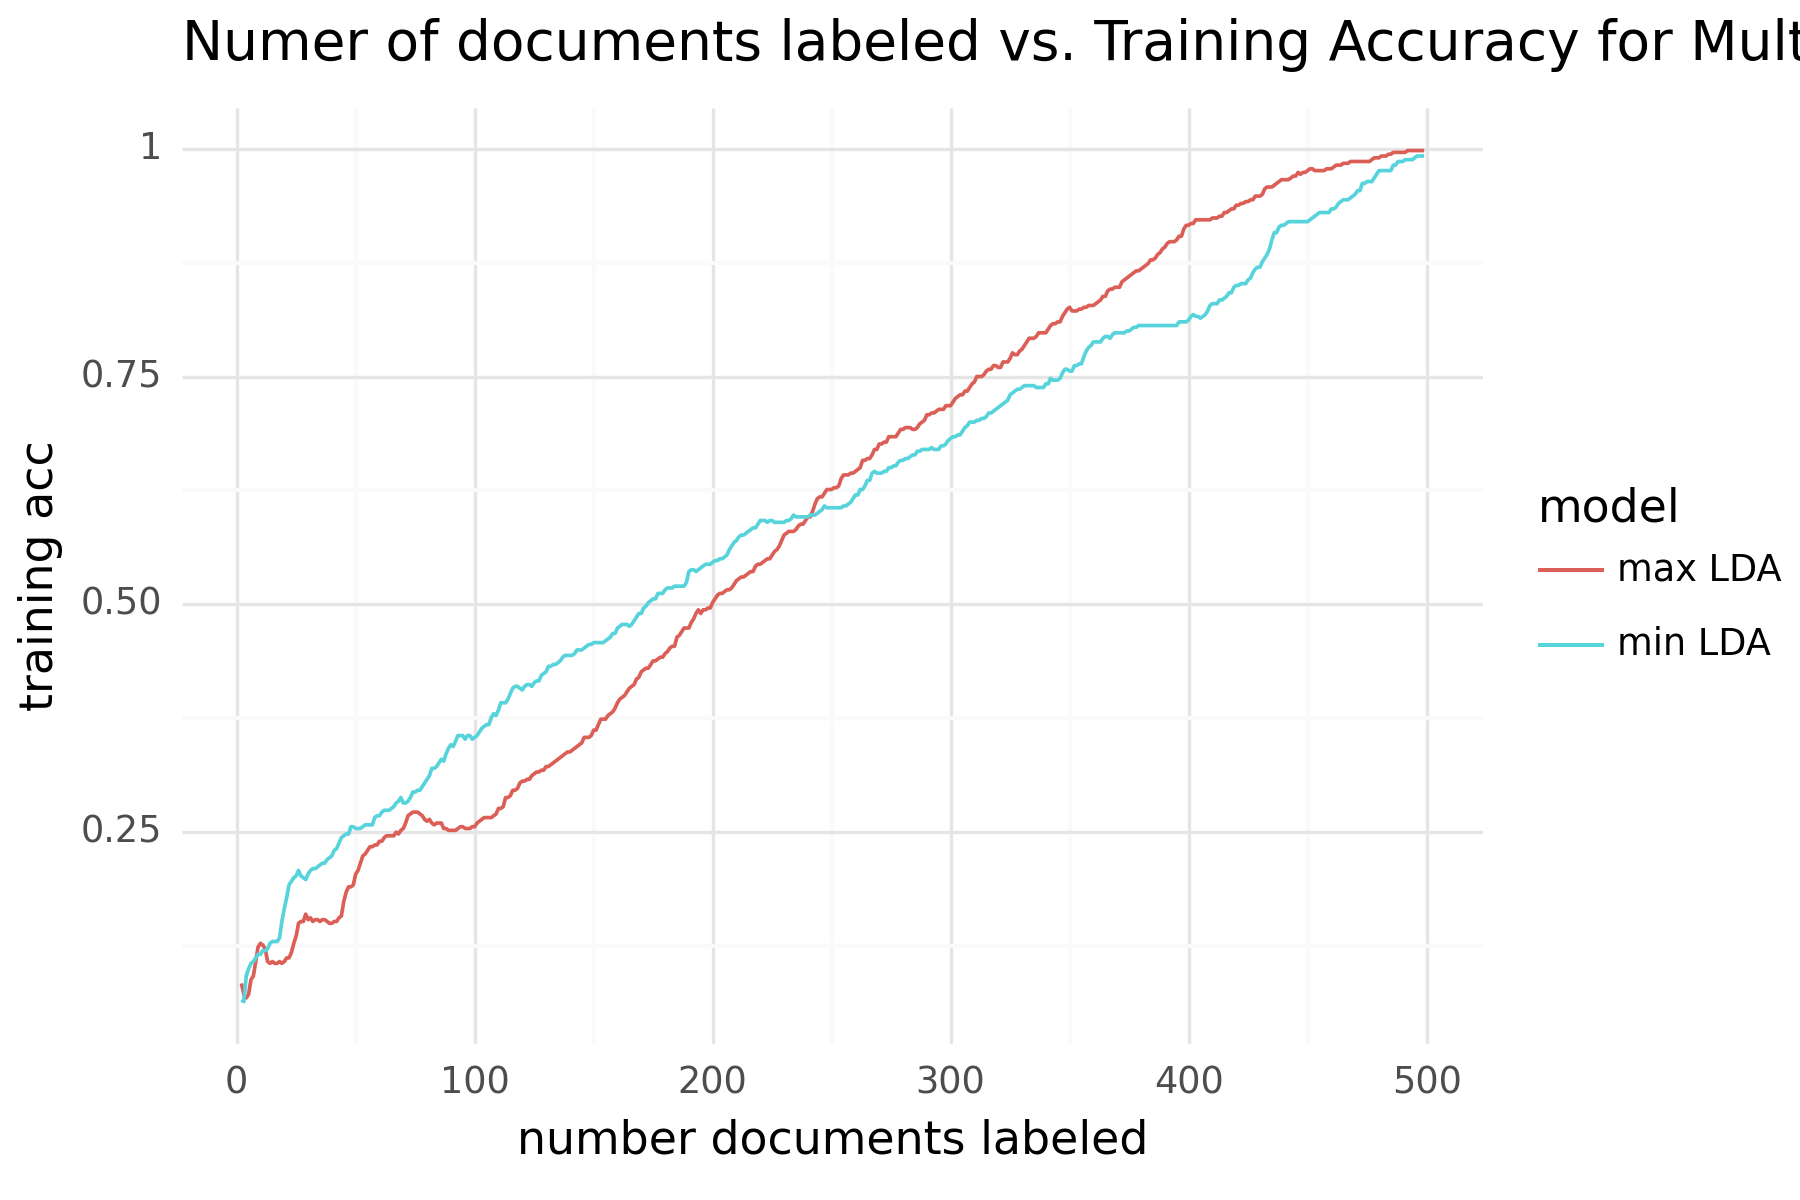 Numer of documents labeled vs. Training Accuracy for Mult
1
0.75
0.50
0.25
training acc
0 100 200 300 400 500
number documents labeled
model
max LDA
min LDA